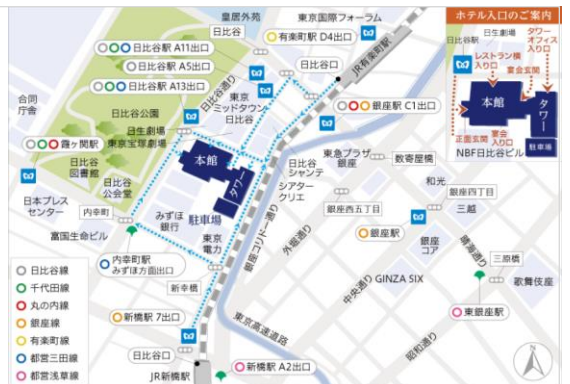 皇居外苑
東京国際フォーラム
日比谷
有楽町駅 D4出口
日比谷駅 A11出口
日比谷駅 A5出口
日比谷駅 A13出口
日比谷口
JR有楽町駅
日比谷通り
合同
庁舎
日比谷公園
東京
ミッドタウン
日比谷
銀座駅 C1出口
日生劇場
東京宝塚劇場
霞ヶ関駅
日比谷
図書館
日比谷
公会堂
本館
タワー
日比谷
シャンテ
シアター
クリエ
東急プラザ
銀座
数寄屋橋
和光
銀座四丁目
三越
日本プレス
センター
内幸町
みずほ
銀行
駐車場
銀座西五丁目
銀座駅
銀座
コア
晴海通り
三原橋
富国生命ビル
東京
電力
銀座コリドー通り
外堀通り
内幸町駅
みずほ方面出口
新幸橋
中央通り
GINZA SIX
歌舞伎座
東銀座駅
新橋駅 7出口
東京高速道路
昭和通り
日比谷口
新橋駅 A2出口
JR新橋駅
日比谷線
千代田線
丸の内線
銀座線
有楽町線
都営三田線
都営浅草線
N
ホテル入口のご案内
日比谷駅
日生劇場
タワー
オフィス
入り口
レストラン横
入り口
宴会玄関
本館
タワー
正面玄関
宴会
入り口
駐車場
NBF日比谷ビル